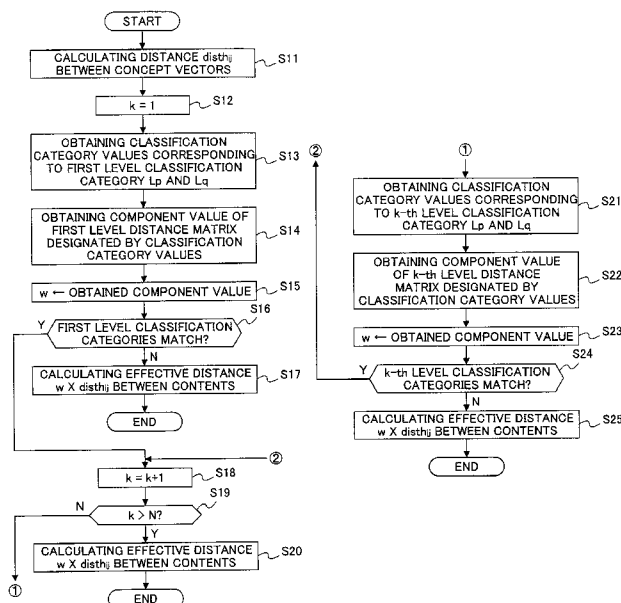 START
CALCULATING DISTANCE disthij
BETWEEN CONCEPT VECTORS
S11
k = 1
S12
OBTAINING CLASSIFICATION
CATEGORY VALUES CORRESPONDING
TO FIRST LEVEL CLASSIFICATION
CATEGORY Lp AND Lq
S13
OBTAINING COMPONENT VALUE OF
FIRST LEVEL DISTANCE MATRIX
DESIGNATED BY CLASSIFICATION
CATEGORY VALUES
S14
w ← OBTAINED COMPONENT VALUE
S15
S16
Y
FIRST LEVEL CLASSIFICATION
CATEGORIES MATCH?
N
CALCULATING EFFECTIVE DISTANCE
w X disthij BETWEEN CONTENTS
S17
END
②
k = k+1
S18
S19
N
k > N?
Y
CALCULATING EFFECTIVE DISTANCE
w X disthij BETWEEN CONTENTS
S20
①
END
②
①
OBTAINING CLASSIFICATION
CATEGORY VALUES CORRESPONDING
TO k-th LEVEL CLASSIFICATION
CATEGORY Lp AND Lq
S21
OBTAINING COMPONENT VALUE
OF k-th LEVEL DISTANCE
MATRIX DESIGNATED BY
CLASSIFICATION CATEGORY VALUES
S22
w ← OBTAINED COMPONENT VALUE
S23
S24
Y
k-th LEVEL CLASSIFICATION
CATEGORIES MATCH?
N
CALCULATING EFFECTIVE DISTANCE
w X disthij BETWEEN CONTENTS
S25
END